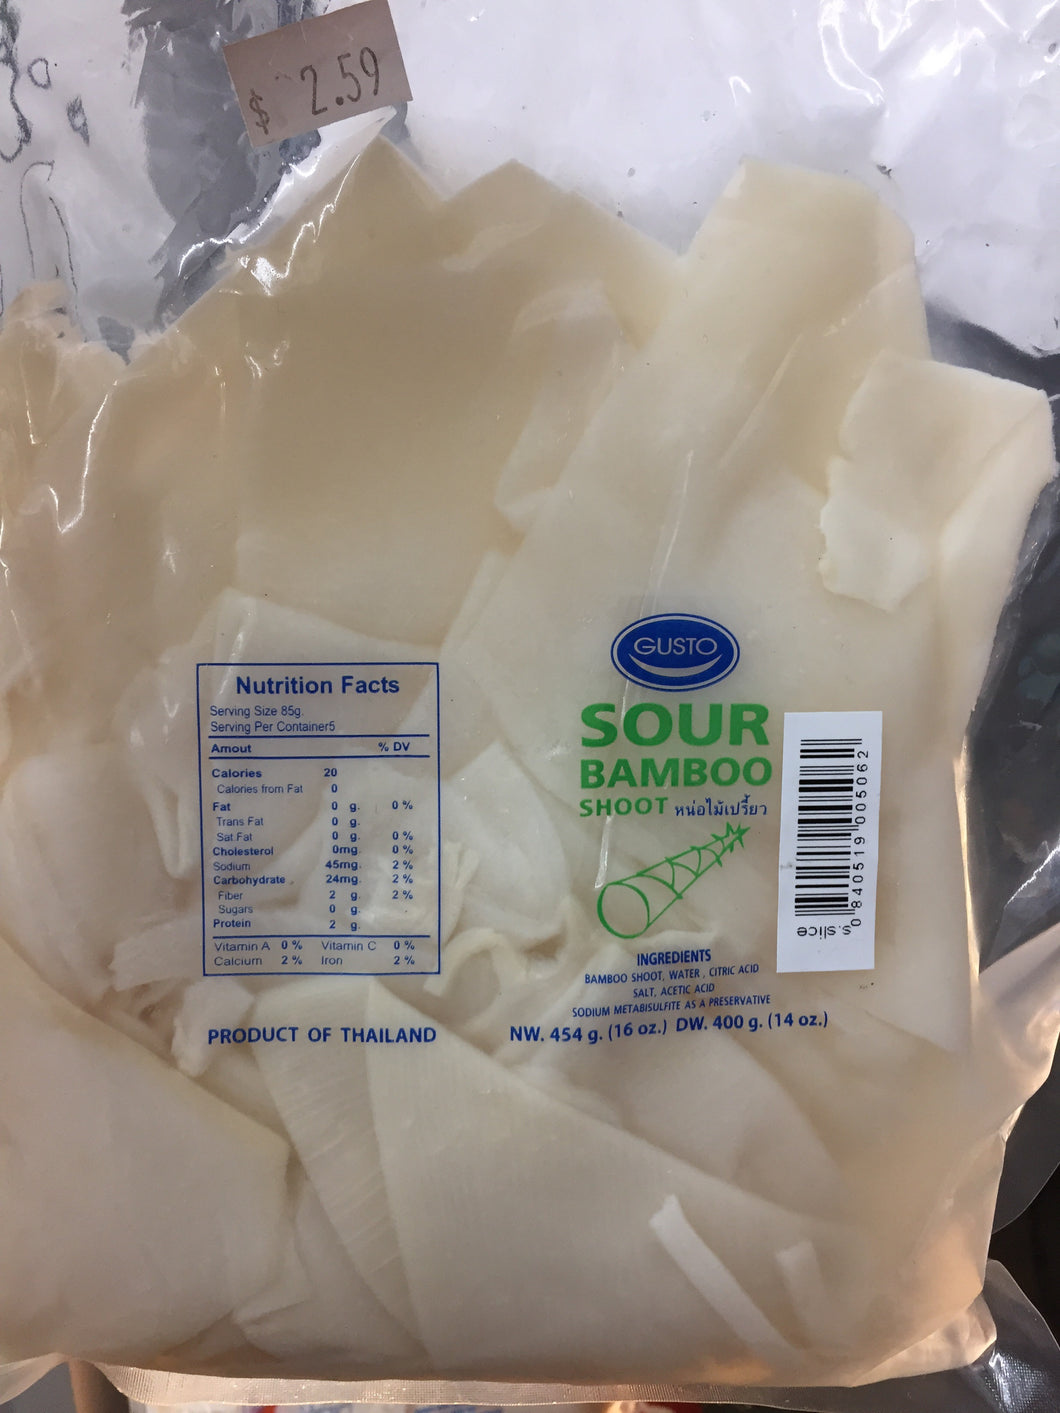 $ 2.59
GUSTO
SOUR
BAMBOO
SHOOT หน่อไม้เปรี้ยว
Nutrition Facts
Serving Size 85g.
Serving Per Container5
Amout % DV
Calories 20
Calories from Fat 0
Fat 0 g. 0 %
Trans Fat 0 g.
Sat Fat 0 g. 0 %
Cholesterol 0mg. 0 %
Sodium 45mg. 2 %
Carbohydrate 24mg. 2 %
Fiber 2 g. 2 %
Sugars 0 g.
Protein 2 g.
Vitamin A 0 % Vitamin C 0 %
Calcium 2 % Iron 2 %
PRODUCT OF THAILAND
INGREDIENTS
BAMBOO SHOOT, WATER , CITRIC ACID
SALT, ACETIC ACID
SODIUM METABISULFITE AS A PRESERVATIVE
NW. 454 g. (16 oz.) DW. 400 g. (14 oz.)
0 840519 005062
s.slice